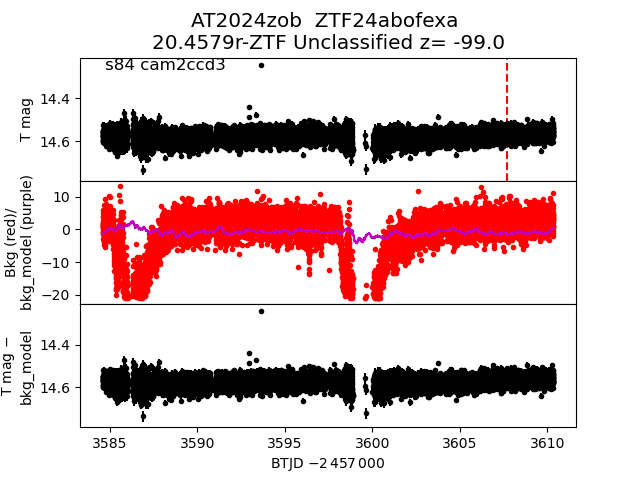 AT2024zob  ZTF24abofexa
20.4579r-ZTF Unclassified z= -99.0
s84 cam2ccd3
T mag
14.4
14.6
Bkg (red)/
bkg_model (purple)
10
0
−10
−20
T mag −
bkg_model
14.4
14.6
3585 3590 3595 3600 3605 3610
BTJD −2 457 000